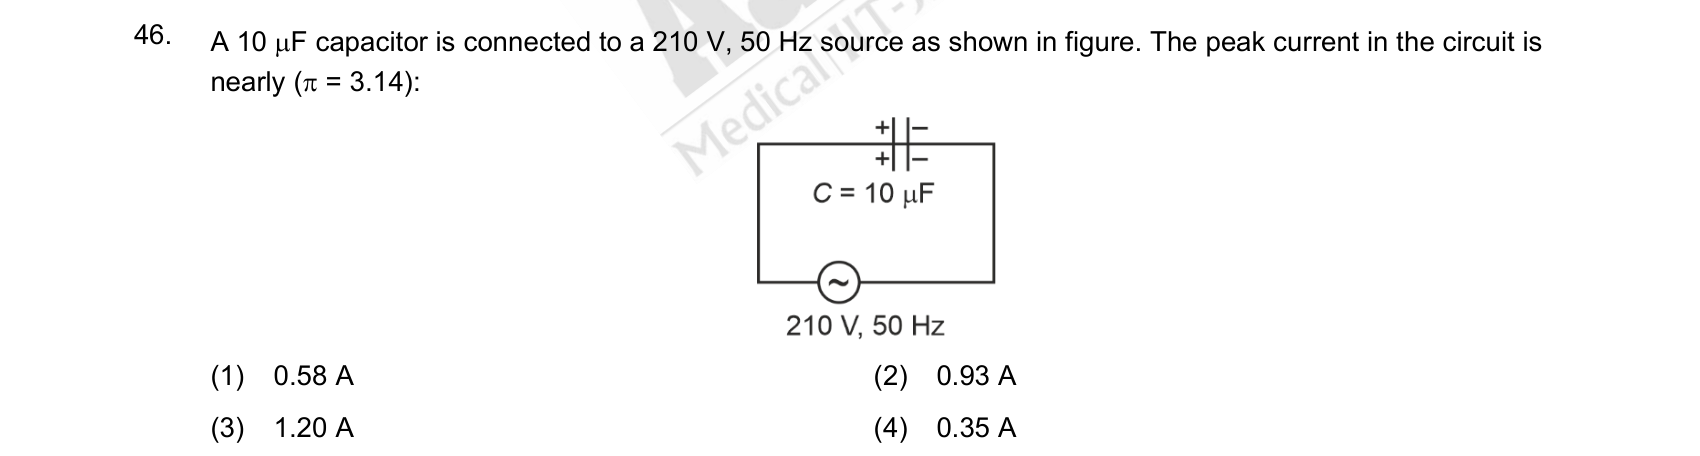 46. A 10 μF capacitor is connected to a 210 V, 50 Hz source as shown in figure. The peak current in the circuit is
nearly (π = 3.14):
Medical|IIT-J
+ –
+ –
C = 10 μF
~
210 V, 50 Hz
(1) 0.58 A (2) 0.93 A
(3) 1.20 A (4) 0.35 A